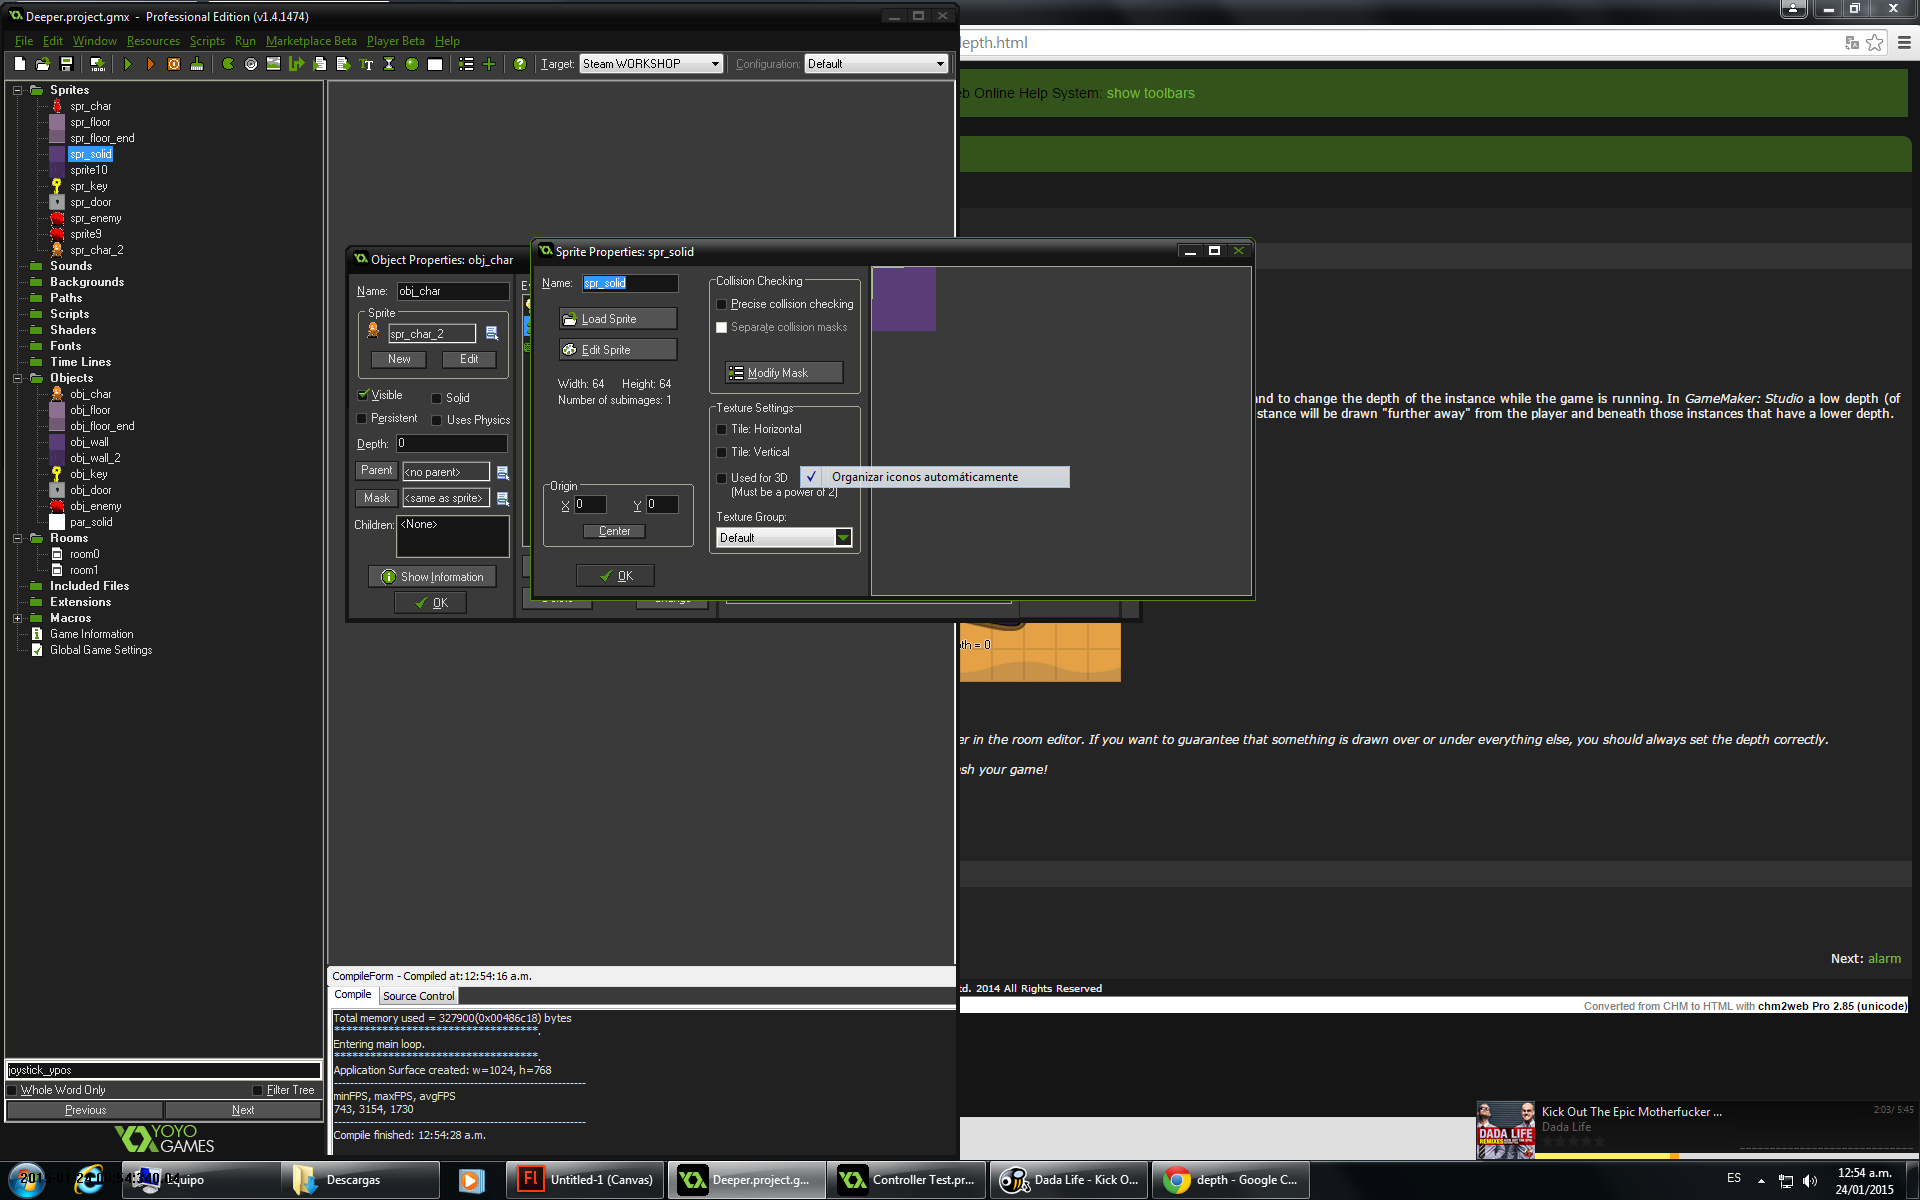 Deeper.project.gmx - Professional Edition (v1.4.1474)
File Edit Window Resources Scripts Run Marketplace Beta Player Beta Help
Target: Steam WORKSHOP Configuration: Default
Sprites
spr_char
spr_floor
spr_floor_end
spr_solid
sprite10
spr_key
spr_door
spr_enemy
sprite9
spr_char_2
Sounds
Backgrounds
Paths
Scripts
Shaders
Fonts
Time Lines
Objects
obj_char
obj_floor
obj_floor_end
obj_wall
obj_wall_2
obj_key
obj_door
obj_enemy
par_solid
Rooms
room0
room1
Included Files
Extensions
Macros
Game Information
Global Game Settings
joystick_ypos
Whole Word Only Filter Tree
Previous Next
YOYO
GAMES
Object Properties: obj_char
Name: obj_char
Sprite
spr_char_2
New Edit
Visible Solid
Persistent Uses Physics
Depth: 0
Parent <no parent>
Mask <same as sprite>
Children: <None>
Show Information
OK
Sprite Properties: spr_solid
Name: spr_solid
Load Sprite
Edit Sprite
Width: 64 Height: 64
Number of subimages: 1
Origin
X 0 Y 0
Center
OK
Collision Checking
Precise collision checking
Separate collision masks
Modify Mask
Texture Settings
Tile: Horizontal
Tile: Vertical
Used for 3D
(Must be a power of 2)
Texture Group:
Default
Organizar iconos automáticamente
CompileForm - Compiled at:12:54:16 a.m.
Compile Source Control
Total memory used = 327900(0x00486c18) bytes
**********************************.
Entering main loop.
**********************************.
Application Surface created: w=1024, h=768
minFPS, maxFPS, avgFPS
743, 3154, 1730
Compile finished: 12:54:28 a.m.
epth.html
eb Online Help System: show toolbars
nd to change the depth of the instance while the game is running. In GameMaker: Studio a low depth (of
stance will be drawn "further away" from the player and beneath those instances that have a lower depth.
th = 0
er in the room editor. If you want to guarantee that something is drawn over or under everything else, you should always set the depth correctly.
sh your game!
Next: alarm
td. 2014 All Rights Reserved
Converted from CHM to HTML with chm2web Pro 2.85 (unicode)
Kick Out The Epic Motherfucker ... 2:03/ 5:45
Dada Life
DADA LIFE
Equipo
Descargas
Untitled-1 (Canvas)
Deeper.project.g...
Controller Test.pr...
Dada Life - Kick O...
depth - Google C...
ES
12:54 a.m.
24/01/2015